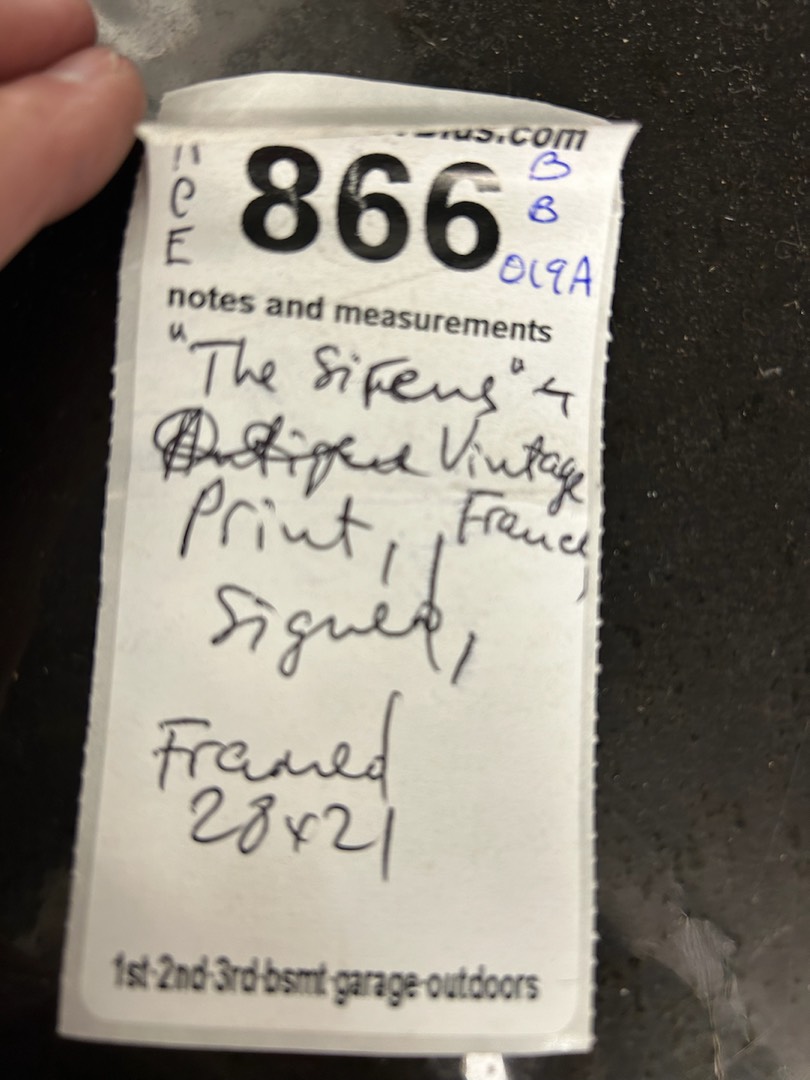 866
B
B
019A
notes and measurements
"The Sirens"
Vintage
Print, France,
Signed,
Framed
28x21
1st-2nd-3rd-bsmt-garage-outdoors